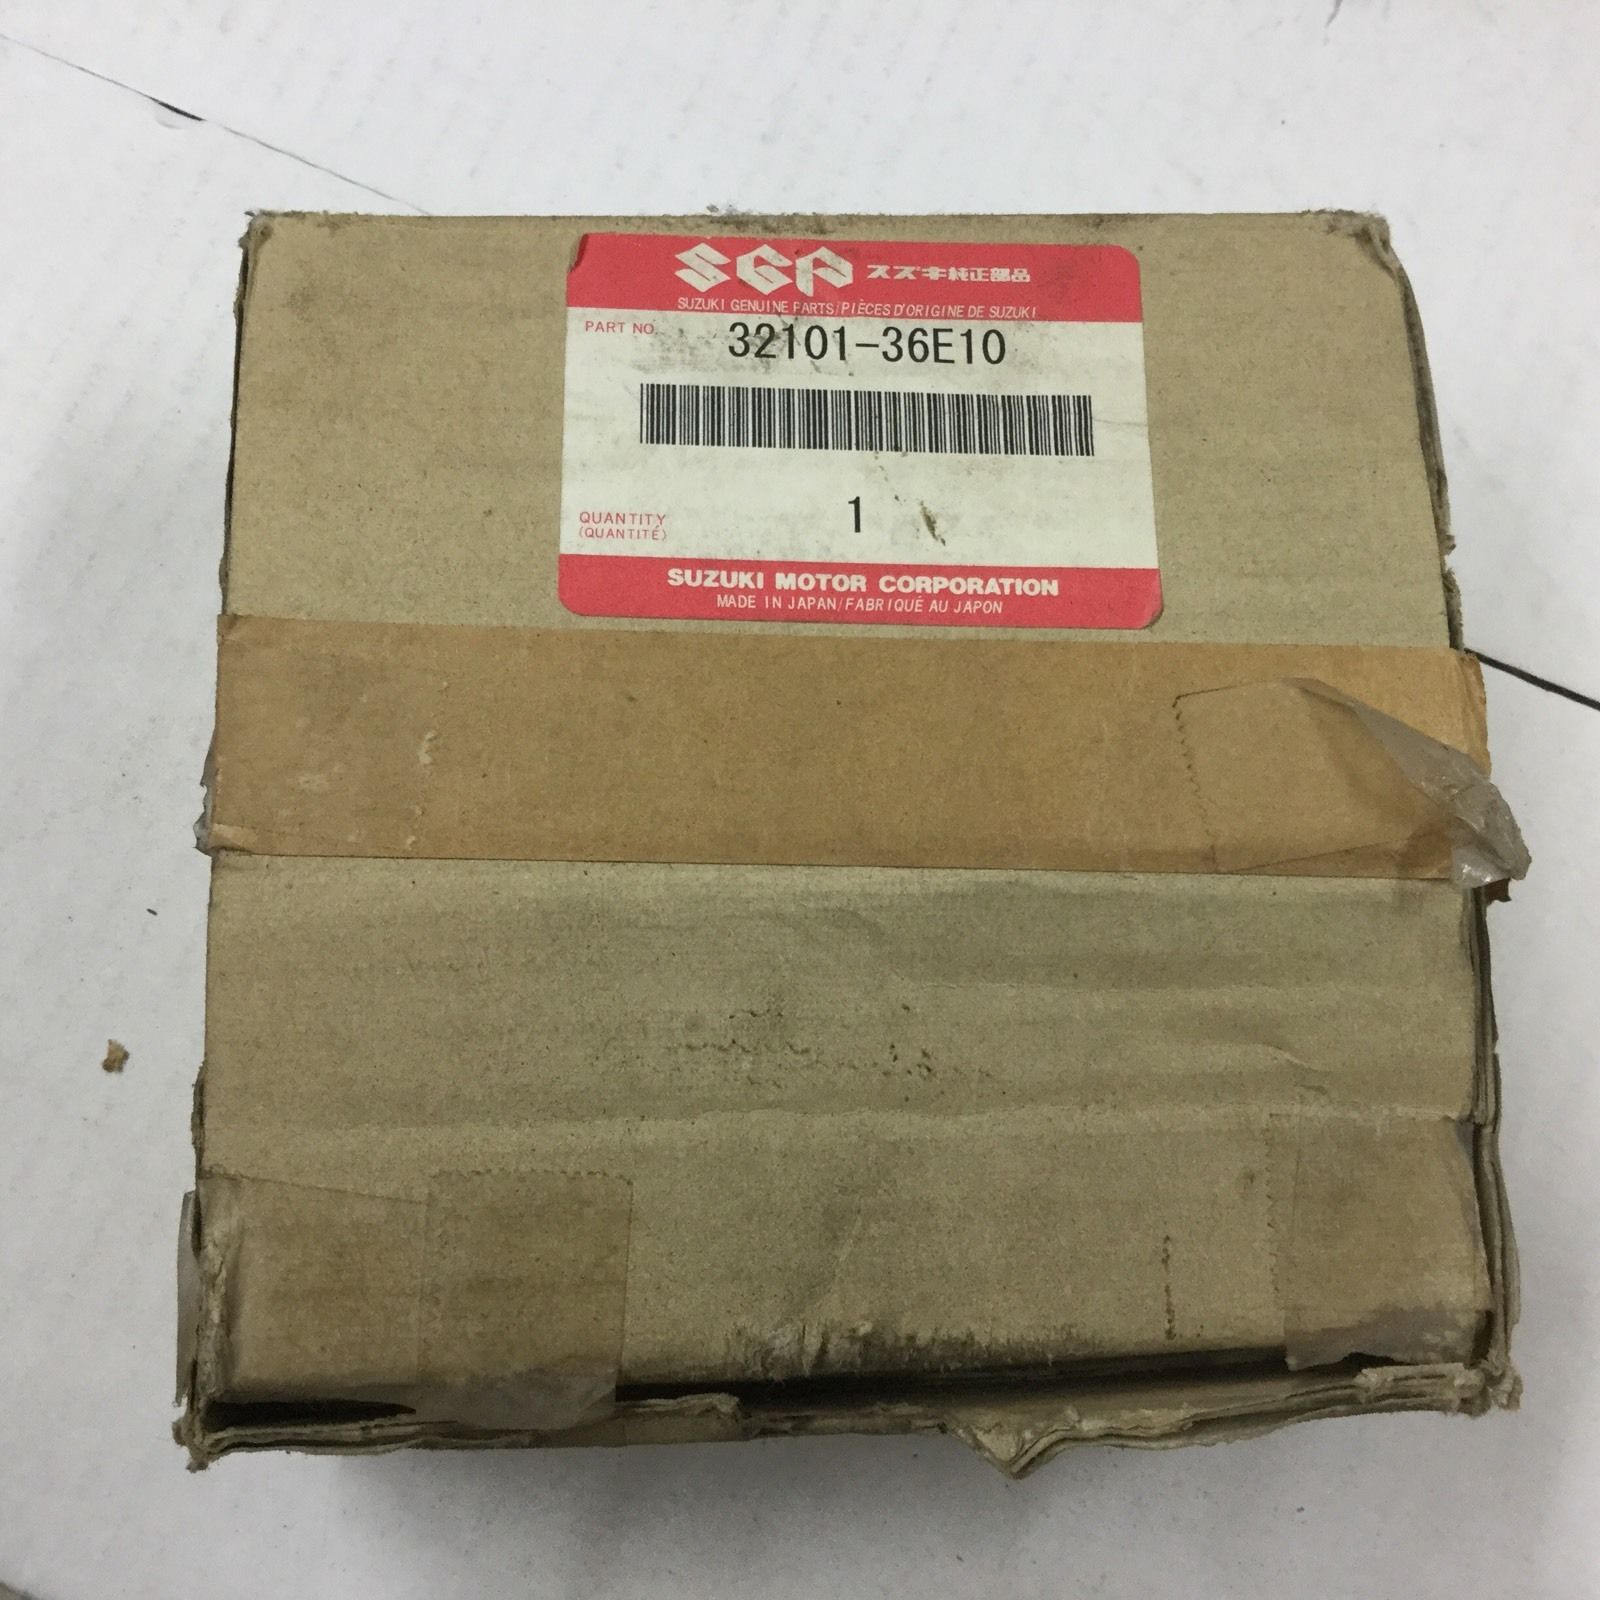 SGP スズキ純正部品
SUZUKI GENUINE PARTS/PIÈCES D'ORIGINE DE SUZUKI
PART NO. 32101-36E10
QUANTITY 1
(QUANTITÉ)
SUZUKI MOTOR CORPORATION
MADE IN JAPAN/FABRIQUÉ AU JAPON